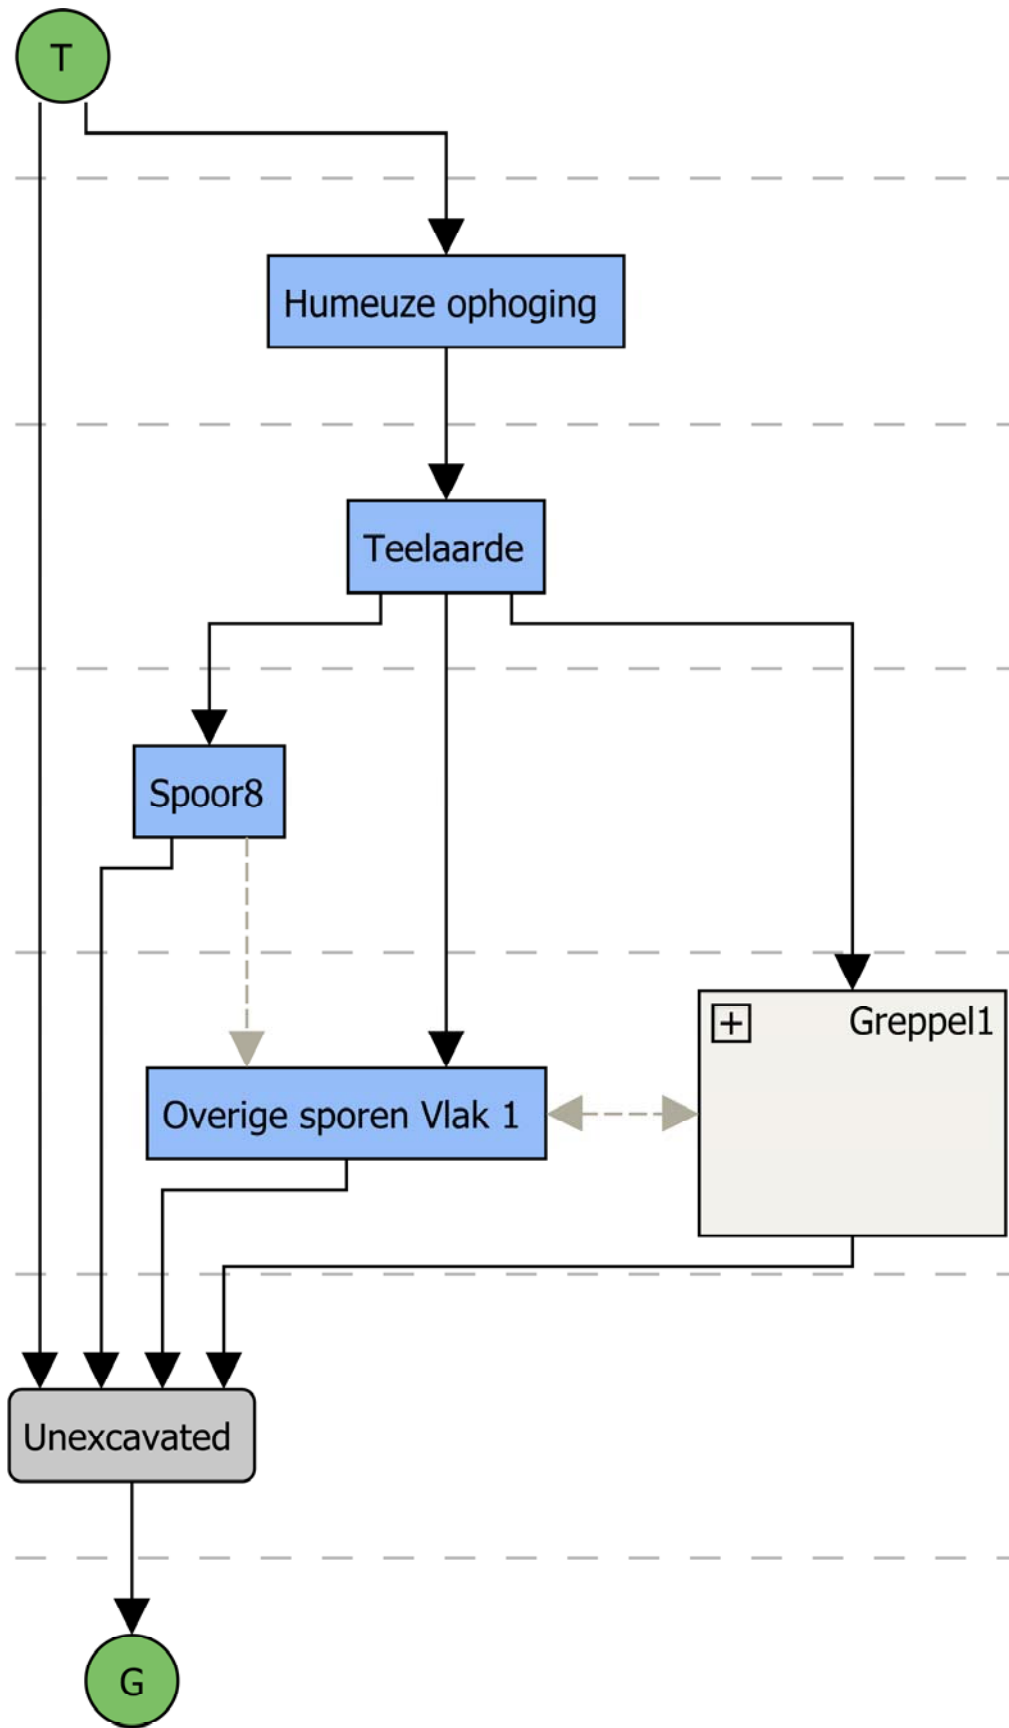 T
Humeuze ophoging
Teelaarde
Spoor8
+ Greppel1
Overige sporen Vlak 1
Unexcavated
G